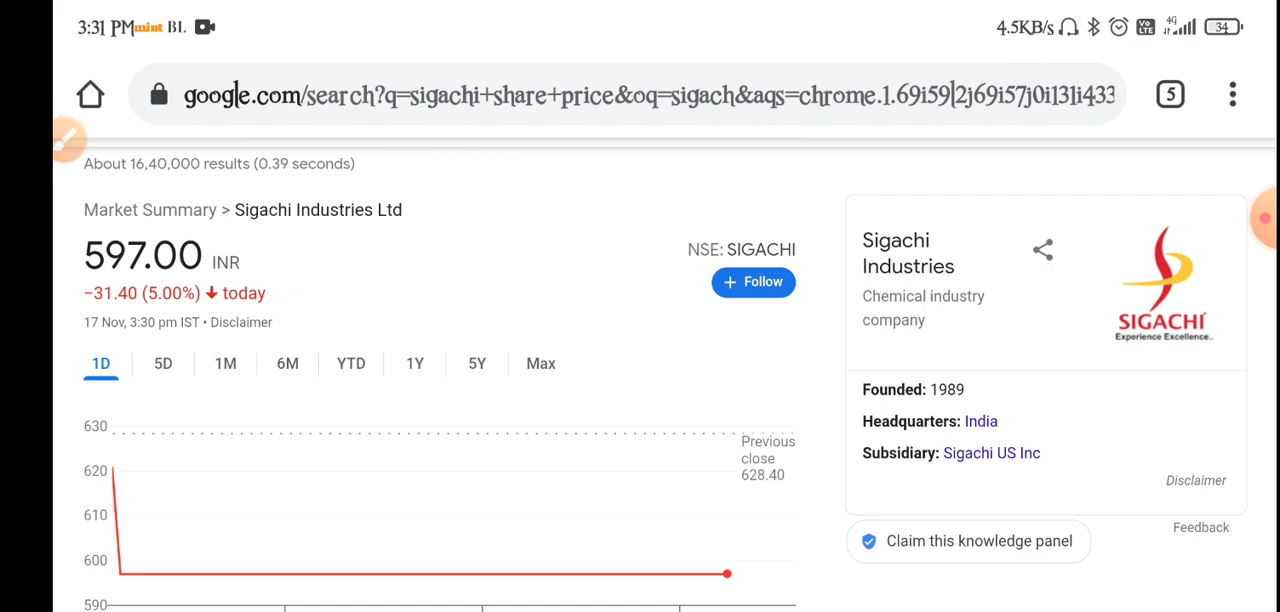 3:31 PM mint BL
4.5KB/s 4G Vo LTE 34
google.com/search?q=sigachi+share+price&oq=sigach&aqs=chrome.1.69i59l2j69i57j0i131i433
5
About 16,40,000 results (0.39 seconds)
Market Summary > Sigachi Industries Ltd
597.00 INR
−31.40 (5.00%) ↓ today
17 Nov, 3:30 pm IST • Disclaimer
NSE: SIGACHI
+ Follow
1D 5D 1M 6M YTD 1Y 5Y Max
630
620
610
600
590
Previous
close
628.40
Sigachi
Industries
Chemical industry
company
SIGACHI
Experience Excellence..
Founded: 1989
Headquarters: India
Subsidiary: Sigachi US Inc
Disclaimer
Feedback
Claim this knowledge panel